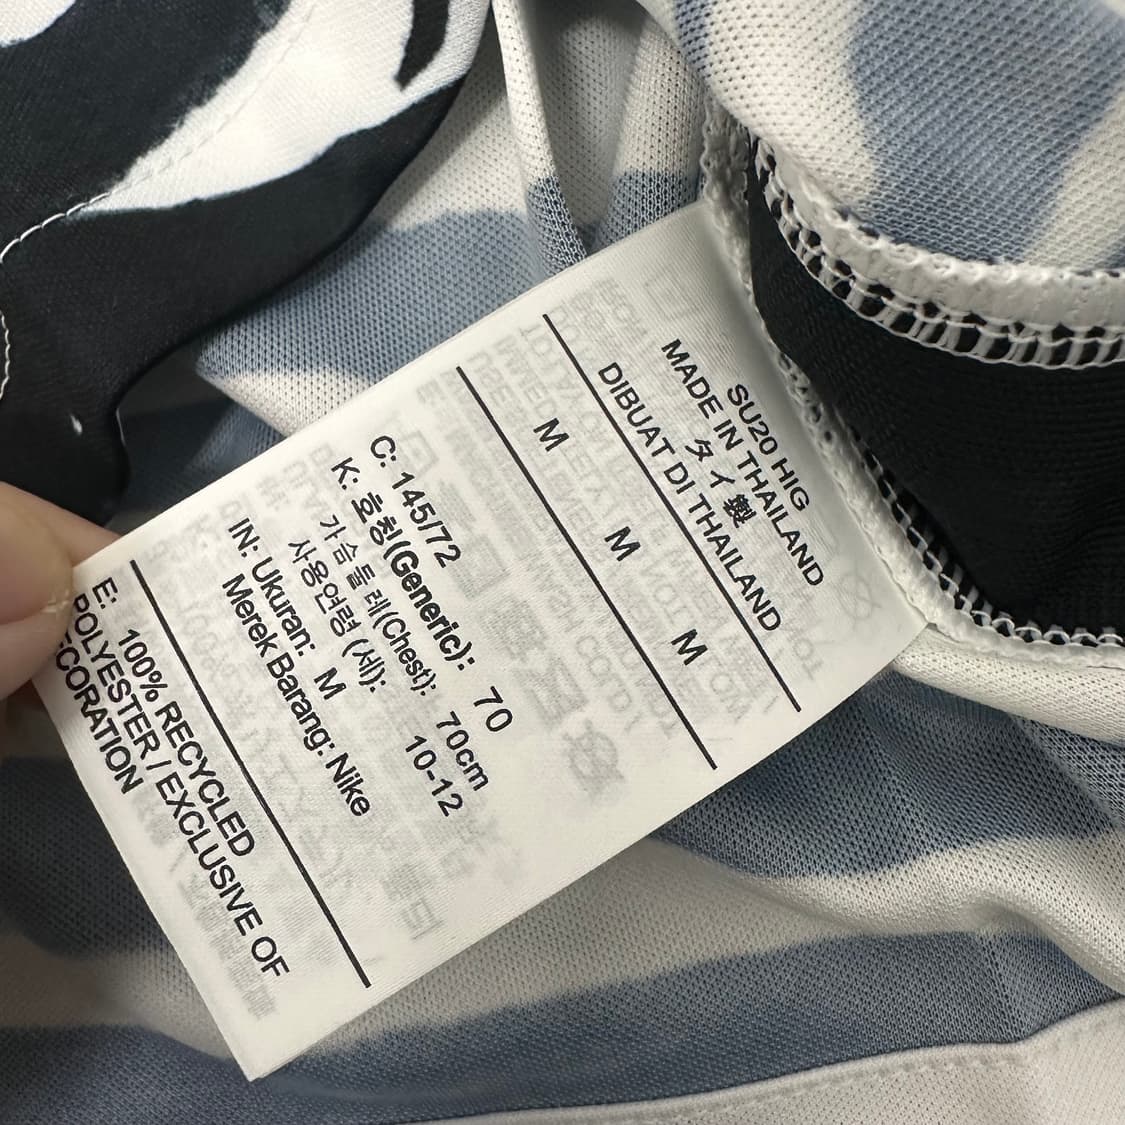 SU20 HIG
MADE IN THAILAND
タイ製
DIBUAT DI THAILAND
M M M
C: 145/72
K: 호칭(Generic): 70
가슴둘레(Chest): 70cm
사용연령(세): 10-12
IN: Ukuran: M
Merek Barang: Nike
E: 100% RECYCLED
POLYESTER / EXCLUSIVE OF
ECORATION